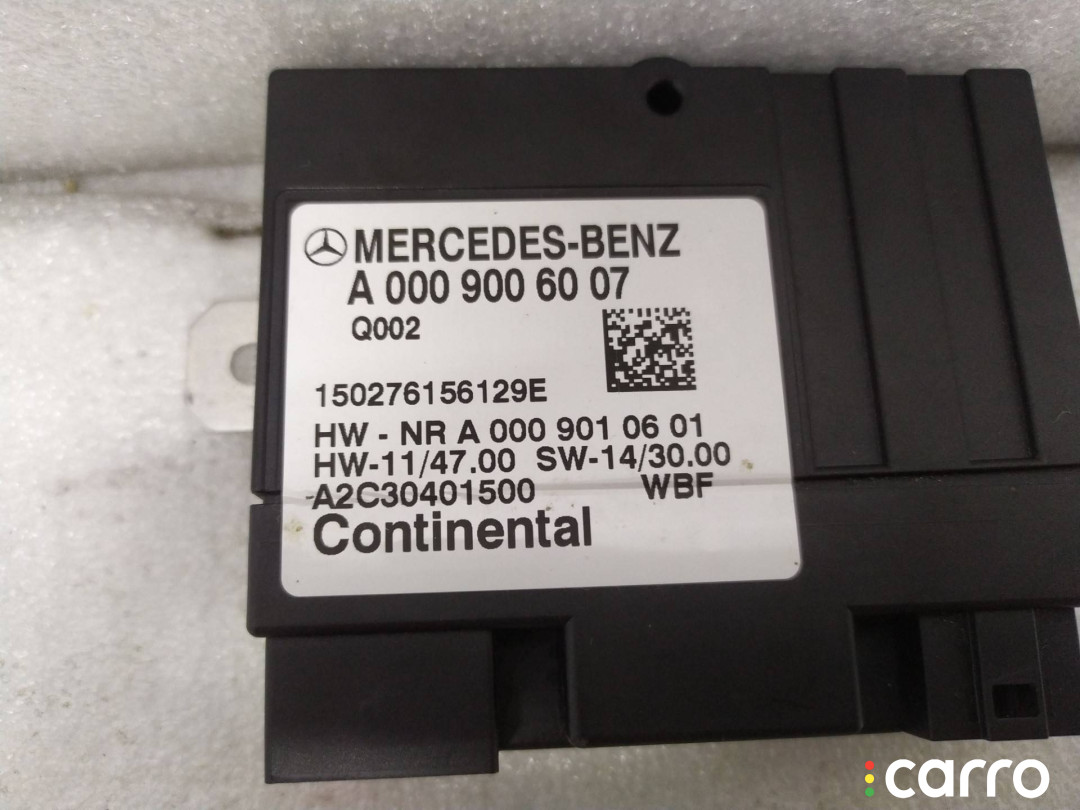 MERCEDES-BENZ
A 000 900 60 07
Q002
150276156129E
HW - NR A 000 901 06 01
HW-11/47.00 SW-14/30.00
A2C30401500 WBF
Continental
carro